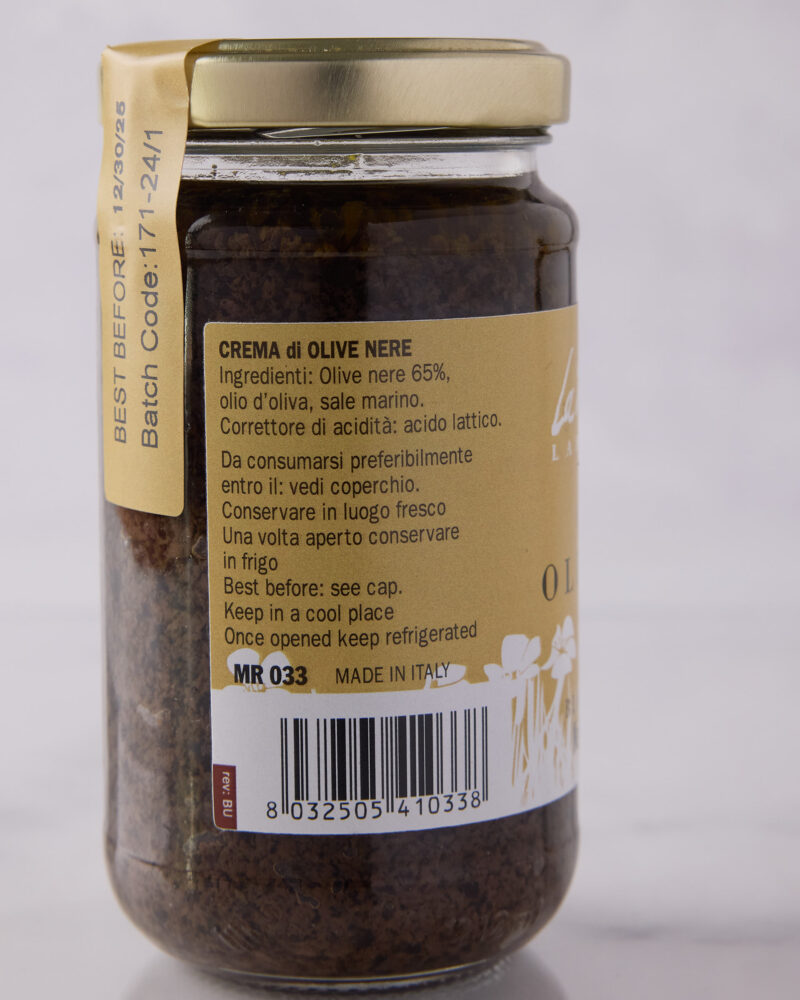 BEST BEFORE: 12/30/25
Batch Code:171-24/1
CREMA di OLIVE NERE
Ingredienti: Olive nere 65%,
olio d'oliva, sale marino.
Correttore di acidità: acido lattico.
Da consumarsi preferibilmente
entro il: vedi coperchio.
Conservare in luogo fresco
Una volta aperto conservare
in frigo
Best before: see cap.
Keep in a cool place
Once opened keep refrigerated
MR 033 MADE IN ITALY
rev: BU
8 032505 410338